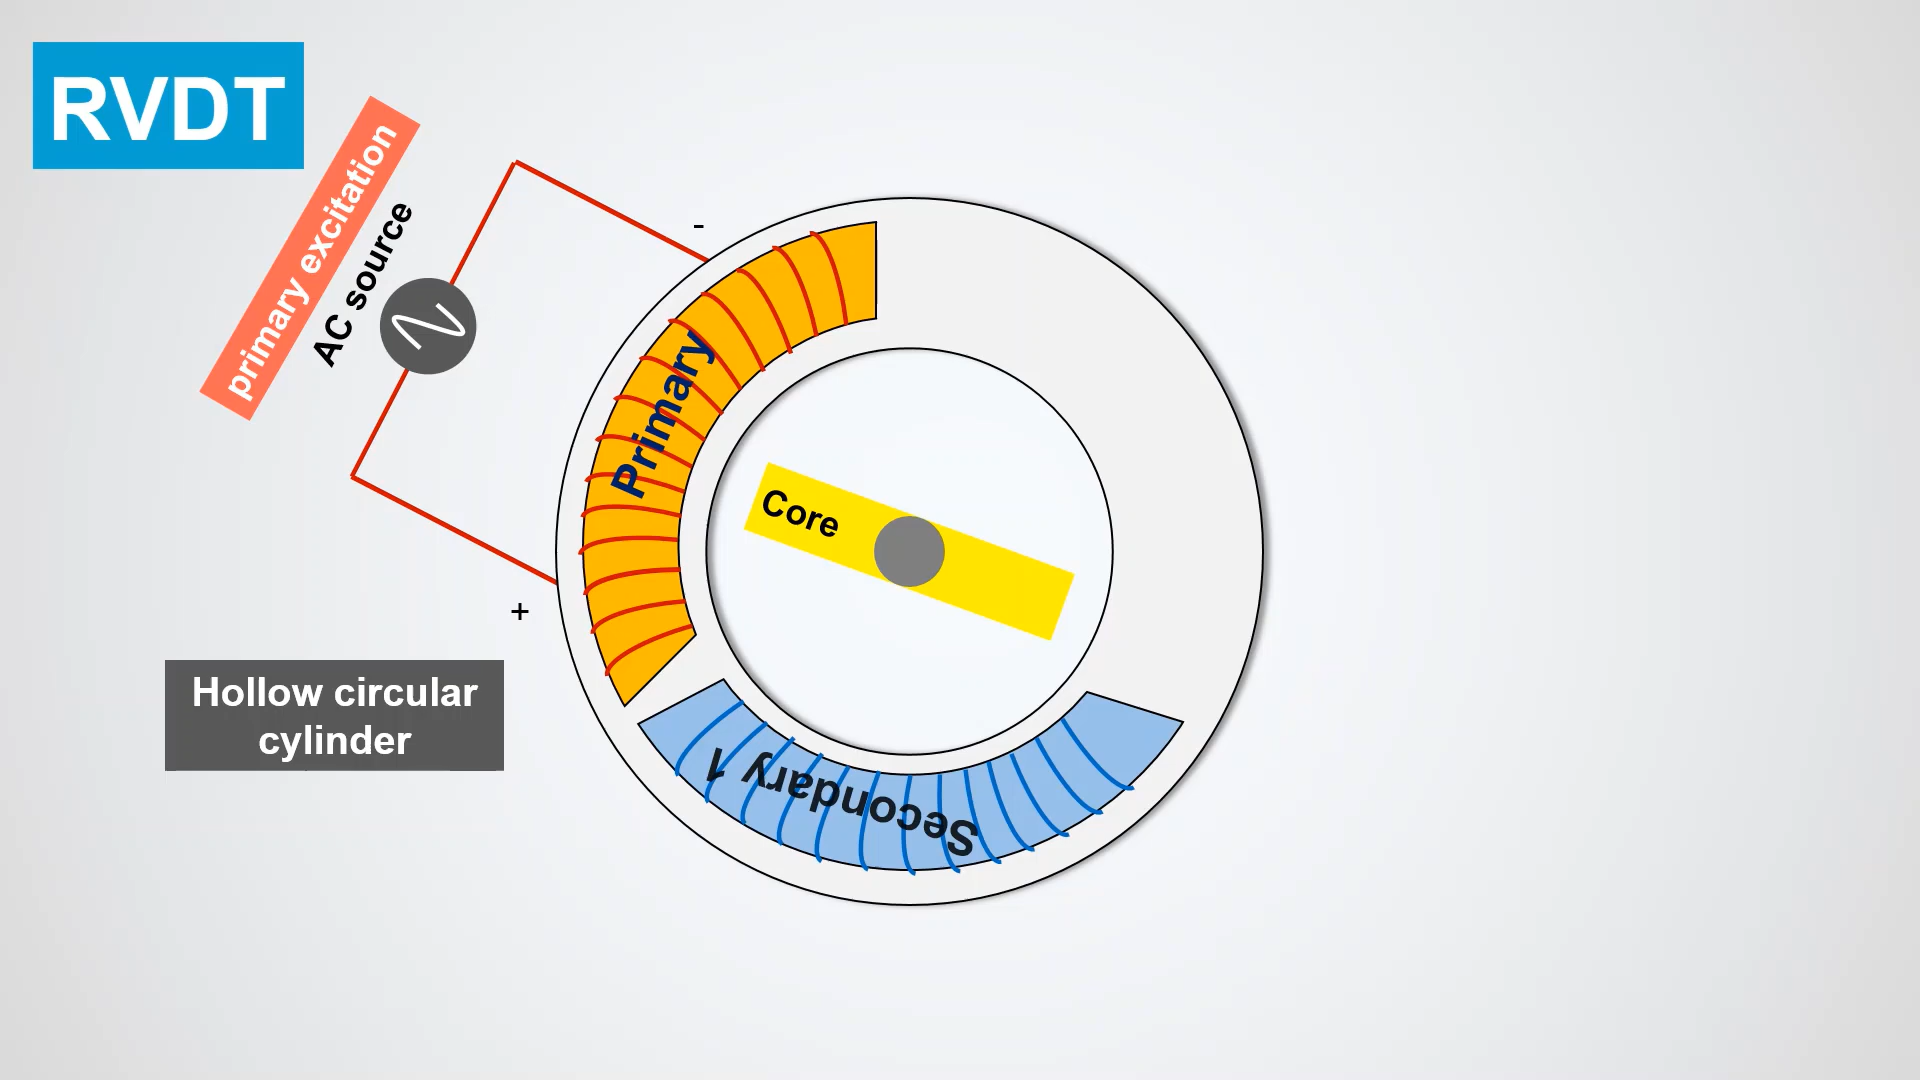 RVDT
primary excitation
AC source
-
Primary
Core
+
Hollow circular
cylinder
Secondary 1